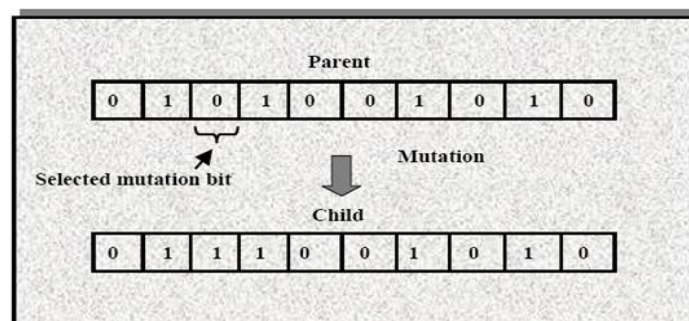 Parent
0 1 0 1 0 0 1 0 1 0
Mutation
Selected mutation bit
Child
0 1 1 1 0 0 1 0 1 0